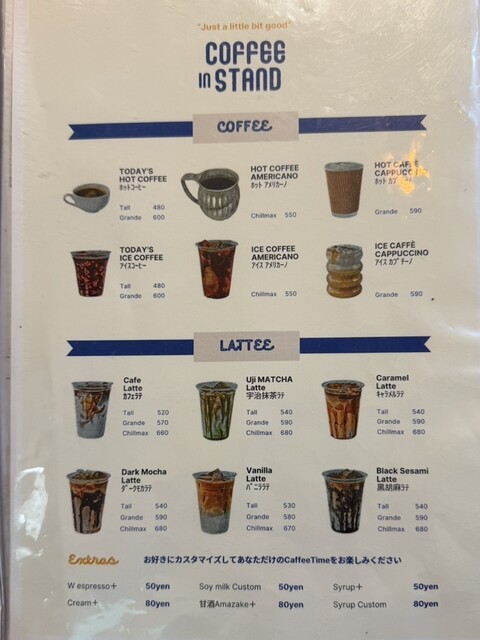 "Just a little bit good"
COFFEE
IN STAND
COFFEE
TODAY'S
HOT COFFEE
ホットコーヒー
Tall 480
Grande 600
HOT COFFEE
AMERICANO
ホット アメリカーノ
Chillmax 550
HOT CAFFÈ
CAPPUCCINO
ホット カプチーノ
Grande 590
TODAY'S
ICE COFFEE
アイスコーヒー
Tall 480
Grande 600
ICE COFFEE
AMERICANO
アイス アメリカーノ
Chillmax 550
ICE CAFFÈ
CAPPUCCINO
アイス カプチーノ
Grande 590
LATTEE
Cafe
Latte
カフェラテ
Tall 520
Grande 570
Chillmax 660
Uji MATCHA
Latte
宇治抹茶ラテ
Tall 540
Grande 590
Chillmax 680
Caramel
Latte
キャラメルラテ
Tall 540
Grande 590
Chillmax 680
Dark Mocha
Latte
ダークモカラテ
Tall 540
Grande 590
Chillmax 680
Vanilla
Latte
バニララテ
Tall 530
Grande 580
Chillmax 670
Black Sesami
Latte
黒胡麻ラテ
Tall 540
Grande 590
Chillmax 680
Extras お好きにカスタマイズしてあなただけのCaffeeTimeをお楽しみください
W espresso+ 50yen Soy milk Custom 50yen Syrup+ 50yen
Cream+ 80yen 甘酒Amazake+ 80yen Syrup Custom 80yen